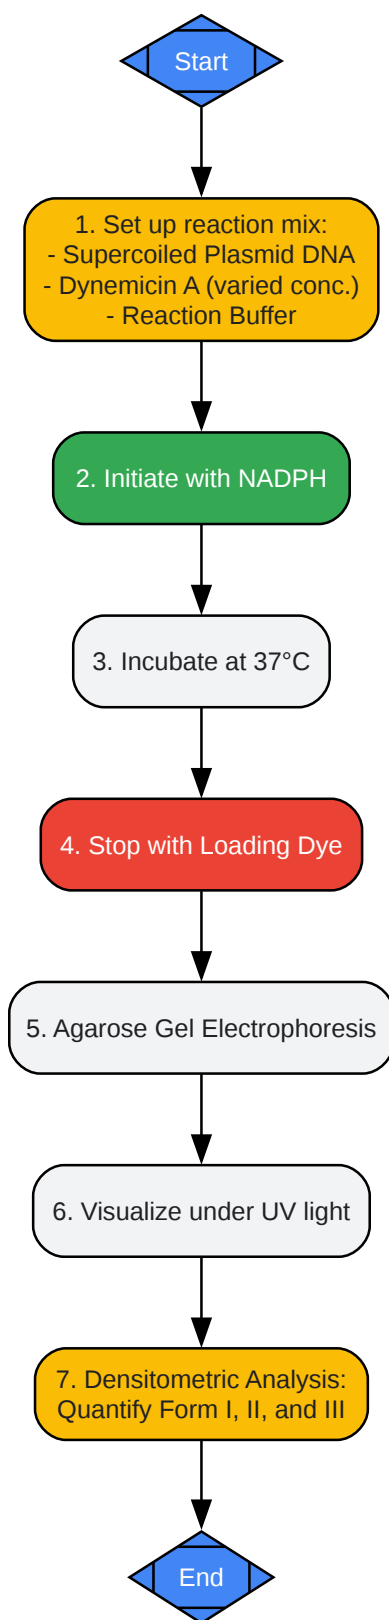 Start
1. Set up reaction mix:
- Supercoiled Plasmid DNA
- Dynemicin A (varied conc.)
- Reaction Buffer
2. Initiate with NADPH
3. Incubate at 37°C
4. Stop with Loading Dye
5. Agarose Gel Electrophoresis
6. Visualize under UV light
7. Densitometric Analysis:
Quantify Form I, II, and III
End